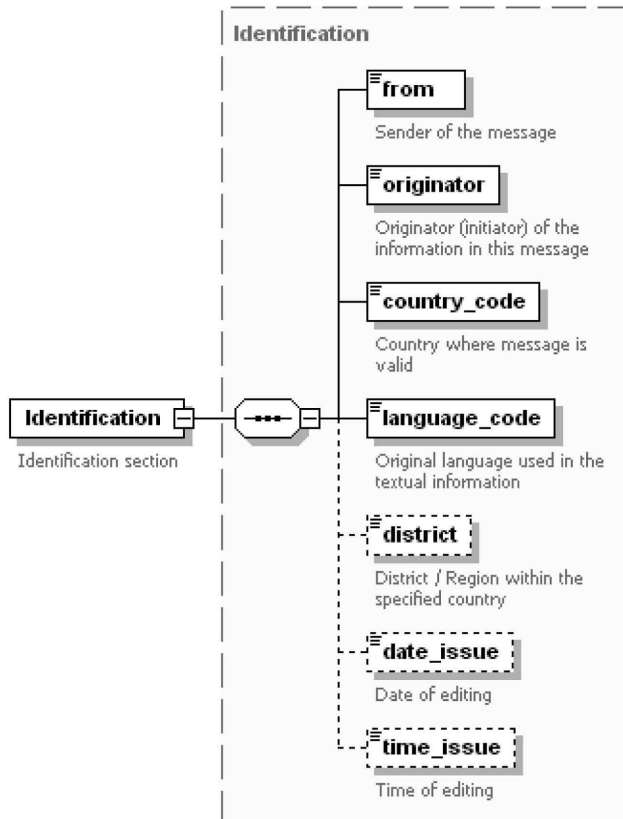 Identification
from
Sender of the message
originator
Originator (initiator) of the
information in this message
country_code
Country where message is
valid
Identification
Identification section
language_code
Original language used in the
textual information
district
District / Region within the
specified country
date_issue
Date of editing
time_issue
Time of editing